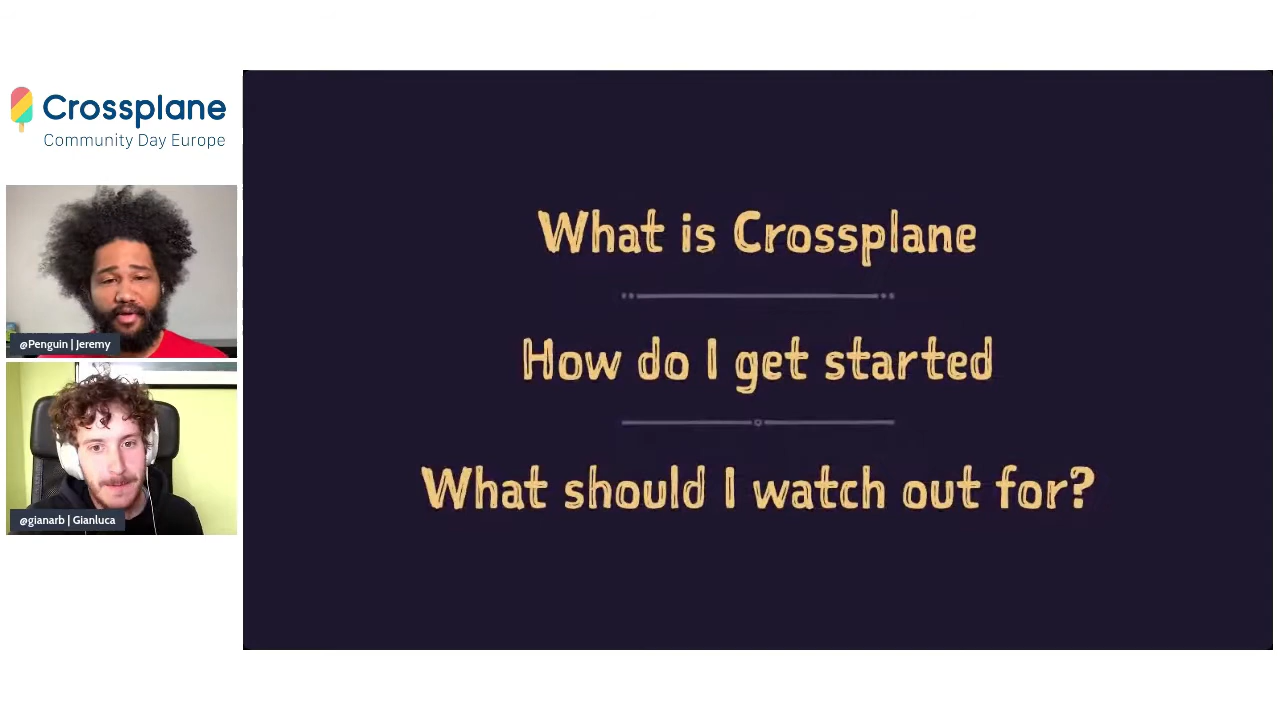 Crossplane
Community Day Europe
@Penguin | Jeremy
@gianarb | Gianluca
What is Crossplane
How do I get started
What should I watch out for?